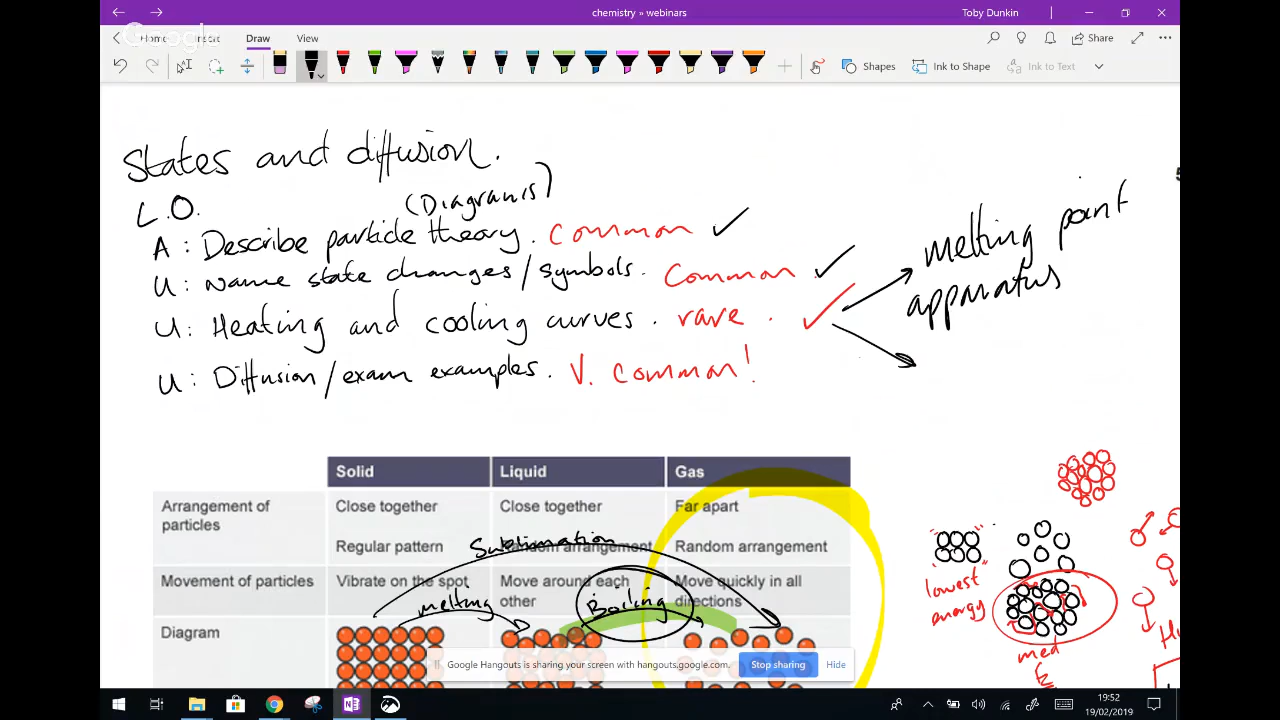 chemistry » webinars
Toby Dunkin
Google
Home Insert Draw View
Share
Shapes Ink to Shape Ink to Text
States and diffusion.
L.O. (Diagrams)
A: Describe particle theory. Common
U: Name state changes/symbols. Common
U: Heating and cooling curves. rare.
U: Diffusion/exam examples. V. common!
melting point
apparatus
Solid Liquid Gas
Arrangement of particles
Close together Close together Far apart
Regular pattern Random arrangement Random arrangement
Sublimation
Movement of particles
Vibrate on the spot Move around each other Move quickly in all directions
melting Boiling
Diagram
"lowest"
energy
med
Google Hangouts is sharing your screen with hangouts.google.com. Stop sharing Hide
19:52
19/02/2019